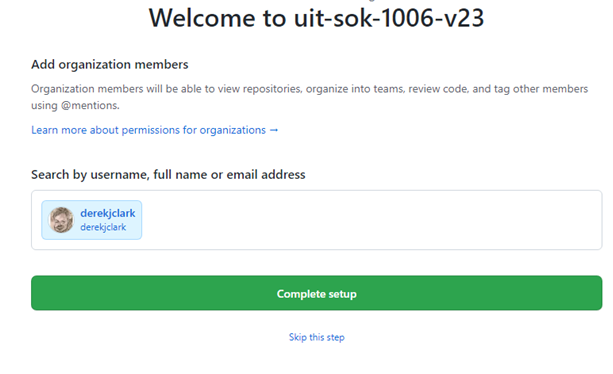 Welcome to uit-sok-1006-v23
Add organization members
Organization members will be able to view repositories, organize into teams, review code, and tag other members
using @mentions.
Learn more about permissions for organizations →
Search by username, full name or email address
derekjclark
derekjclark
Complete setup
Skip this step